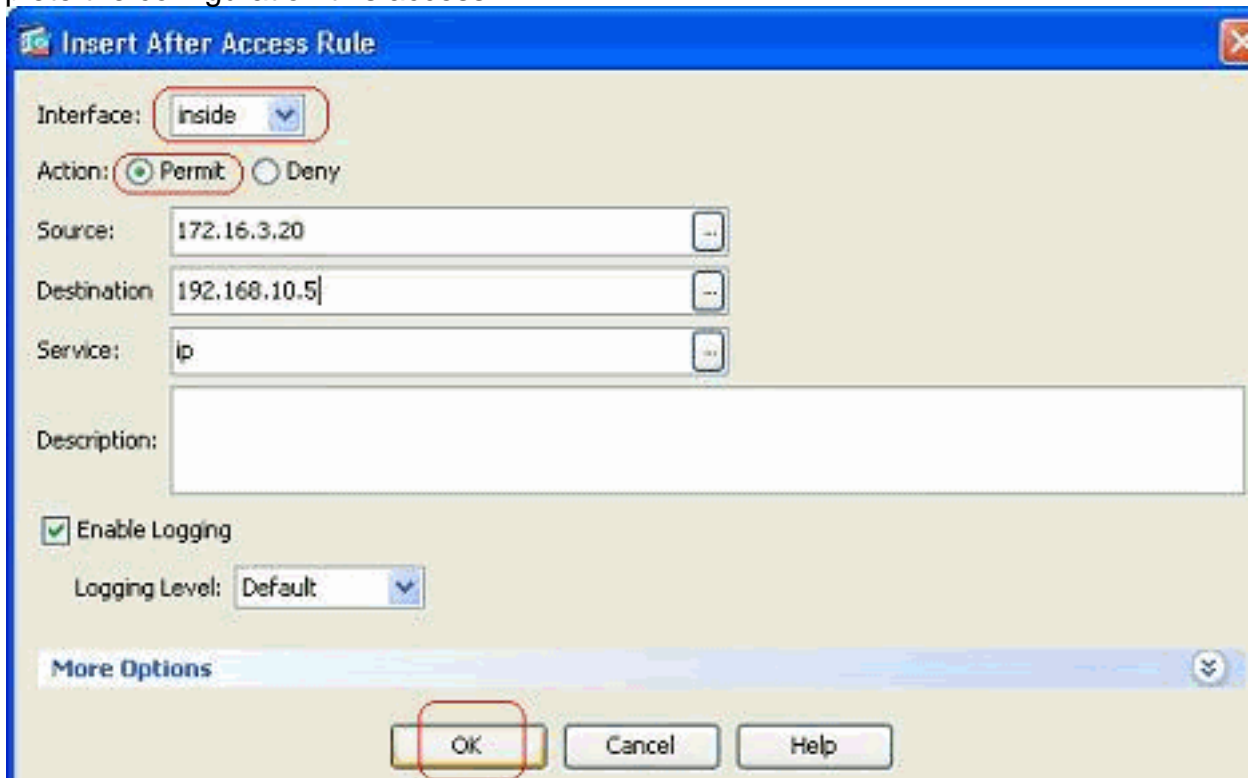 Insert After Access Rule
Interface: inside
Action: Permit Deny
Source: 172.16.3.20 ...
Destination 192.168.10.5 ...
Service: ip ...
Description:
Enable Logging
Logging Level: Default
More Options
OK Cancel Help